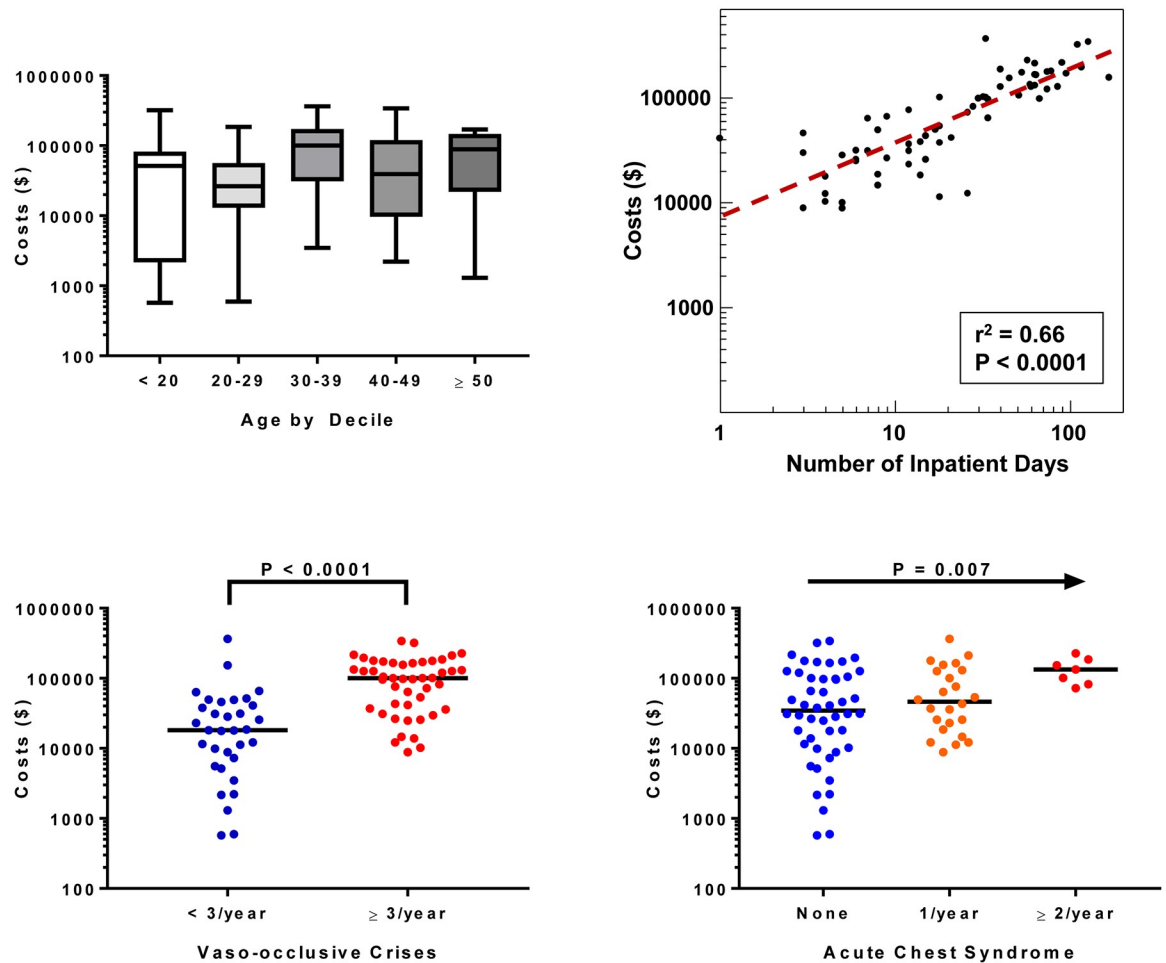 1000000
100000
10000
1000
100
Costs ($)
< 20 20-29 30-39 40-49 ≥ 50
Age by Decile
100000
10000
1000
Costs ($)
r² = 0.66
P < 0.0001
1 10 100
Number of Inpatient Days
P < 0.0001
1000000
100000
10000
1000
100
Costs ($)
< 3/year ≥ 3/year
Vaso-occlusive Crises
P = 0.007
1000000
100000
10000
1000
100
Costs ($)
None 1/year ≥ 2/year
Acute Chest Syndrome